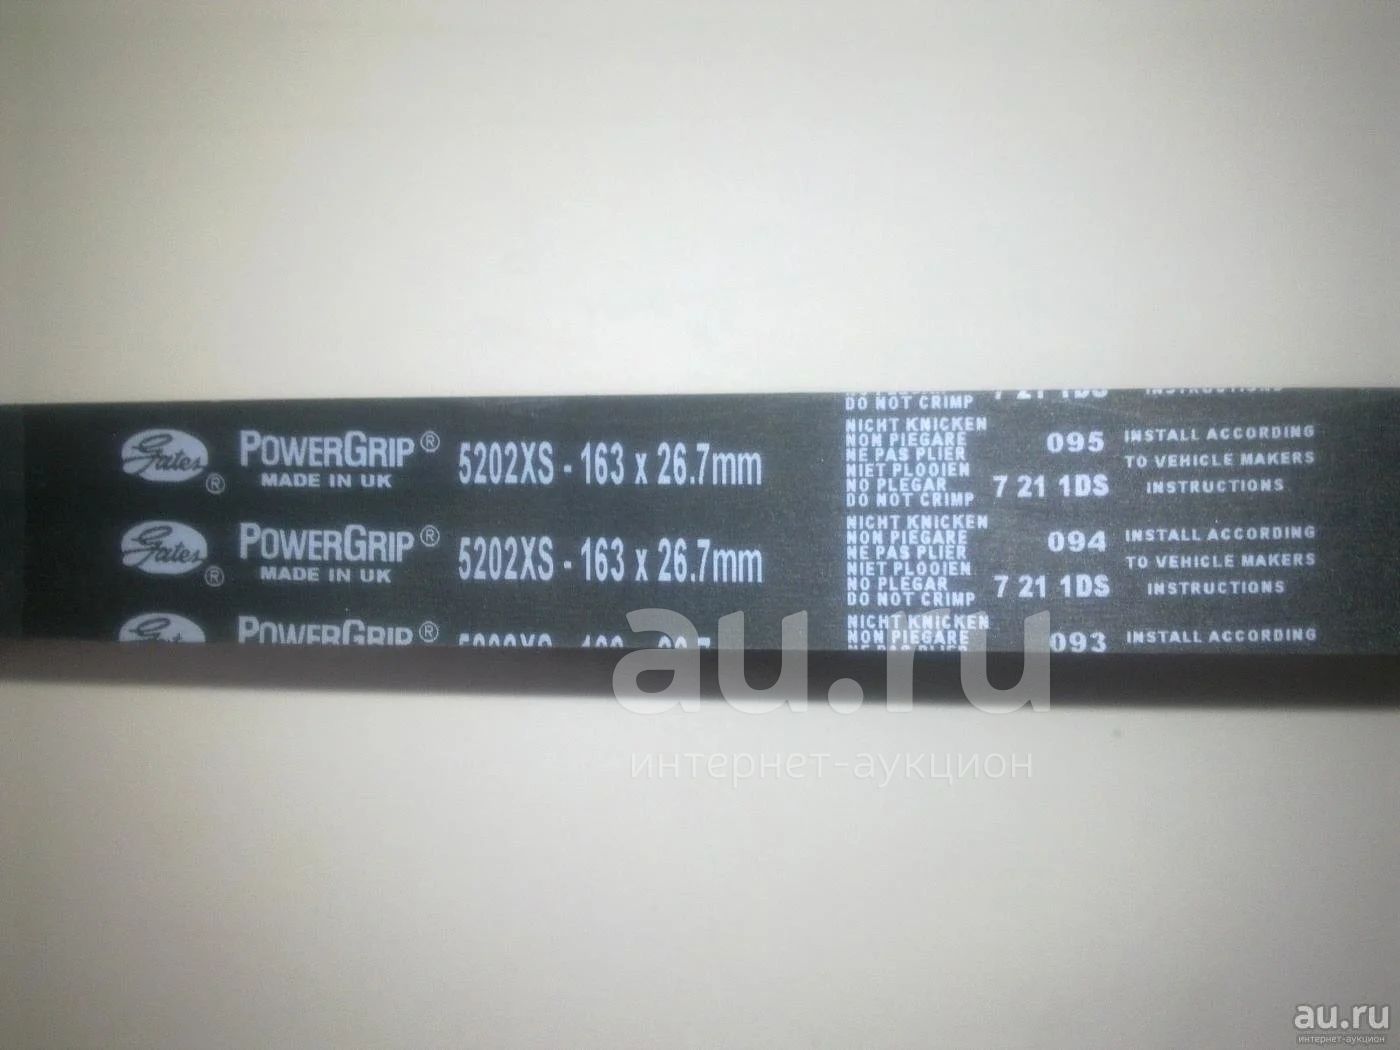 DO NOT CRIMP
7 21 1DS
INSTRUCTIONS
Gates ®
POWERGRIP®
MADE IN UK
5202XS - 163 x 26.7mm
NICHT KNICKEN
NON PIEGARE
NE PAS PLIER
NIET PLOOIEN
NO PLEGAR
DO NOT CRIMP
095
7 21 1DS
INSTALL ACCORDING
TO VEHICLE MAKERS
INSTRUCTIONS
Gates ®
POWERGRIP®
MADE IN UK
5202XS - 163 x 26.7mm
NICHT KNICKEN
NON PIEGARE
NE PAS PLIER
NIET PLOOIEN
NO PLEGAR
DO NOT CRIMP
094
7 21 1DS
INSTALL ACCORDING
TO VEHICLE MAKERS
INSTRUCTIONS
POWERGRIP®
NICHT KNICKEN
NON PIEGARE
093
INSTALL ACCORDING
au.ru
интернет-аукцион
au.ru
интернет-аукцион